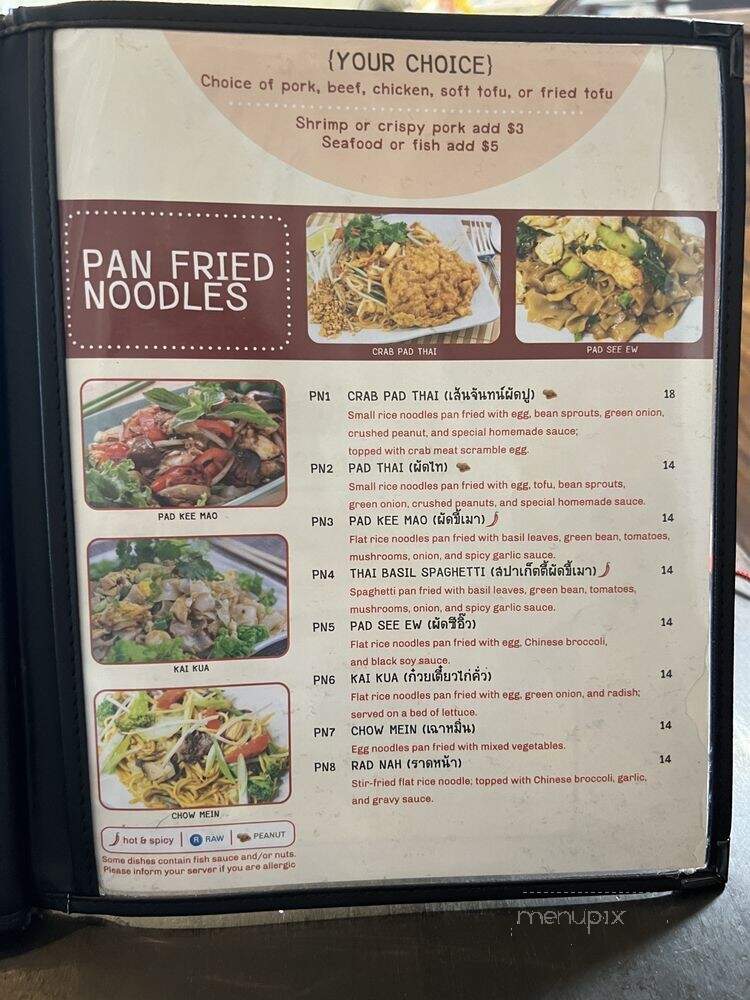 {YOUR CHOICE}
Choice of pork, beef, chicken, soft tofu, or fried tofu
Shrimp or crispy pork add $3
Seafood or fish add $5
PAN FRIED
NOODLES
CRAB PAD THAI
PAD SEE EW
PAD KEE MAO
KAI KUA
CHOW MEIN
PN1 CRAB PAD THAI (เส้นจันทน์ผัดปู) 18
Small rice noodles pan fried with egg, bean sprouts, green onion,
crushed peanut, and special homemade sauce;
topped with crab meat scramble egg.
PN2 PAD THAI (ผัดไท) 14
Small rice noodles pan fried with egg, tofu, bean sprouts,
green onion, crushed peanuts, and special homemade sauce.
PN3 PAD KEE MAO (ผัดขี้เมา) 14
Flat rice noodles pan fried with basil leaves, green bean, tomatoes,
mushrooms, onion, and spicy garlic sauce.
PN4 THAI BASIL SPAGHETTI (สปาเก็ตตี้ผัดขี้เมา) 14
Spaghetti pan fried with basil leaves, green bean, tomatoes,
mushrooms, onion, and spicy garlic sauce.
PN5 PAD SEE EW (ผัดซีอิ๊ว) 14
Flat rice noodles pan fried with egg, Chinese broccoli,
and black soy sauce.
PN6 KAI KUA (ก๋วยเตี๋ยวไก่คั่ว) 14
Flat rice noodles pan fried with egg, green onion, and radish;
served on a bed of lettuce.
PN7 CHOW MEIN (เฉาหมิ่น) 14
Egg noodles pan fried with mixed vegetables.
PN8 RAD NAH (ราดหน้า) 14
Stir-fried flat rice noodle; topped with Chinese broccoli, garlic,
and gravy sauce.
hot & spicy | R RAW | PEANUT
Some dishes contain fish sauce and/or nuts.
Please inform your server if you are allergic
menupix